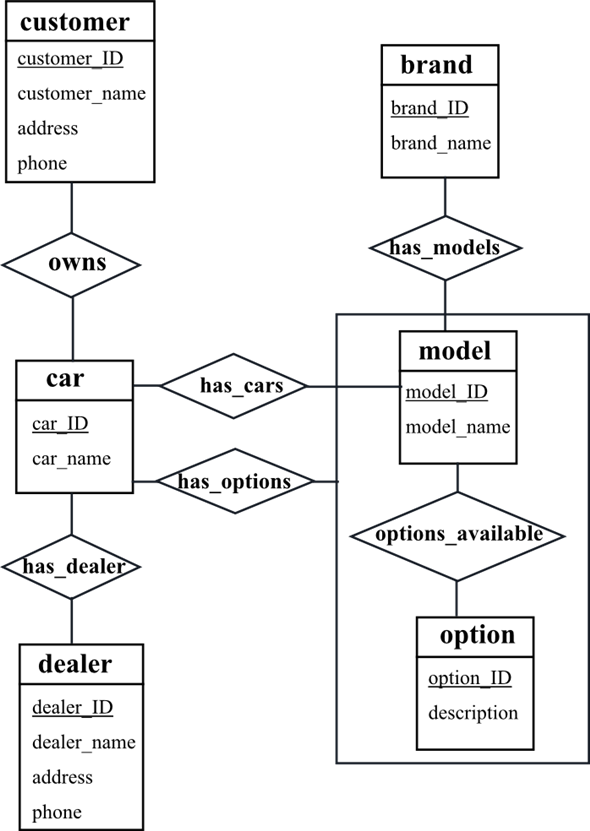 customer
customer_ID
customer_name
address
phone
brand
brand_ID
brand_name
owns
has_models
car
car_ID
car_name
has_cars
model
model_ID
model_name
has_options
has_dealer
options_available
dealer
dealer_ID
dealer_name
address
phone
option
option_ID
description